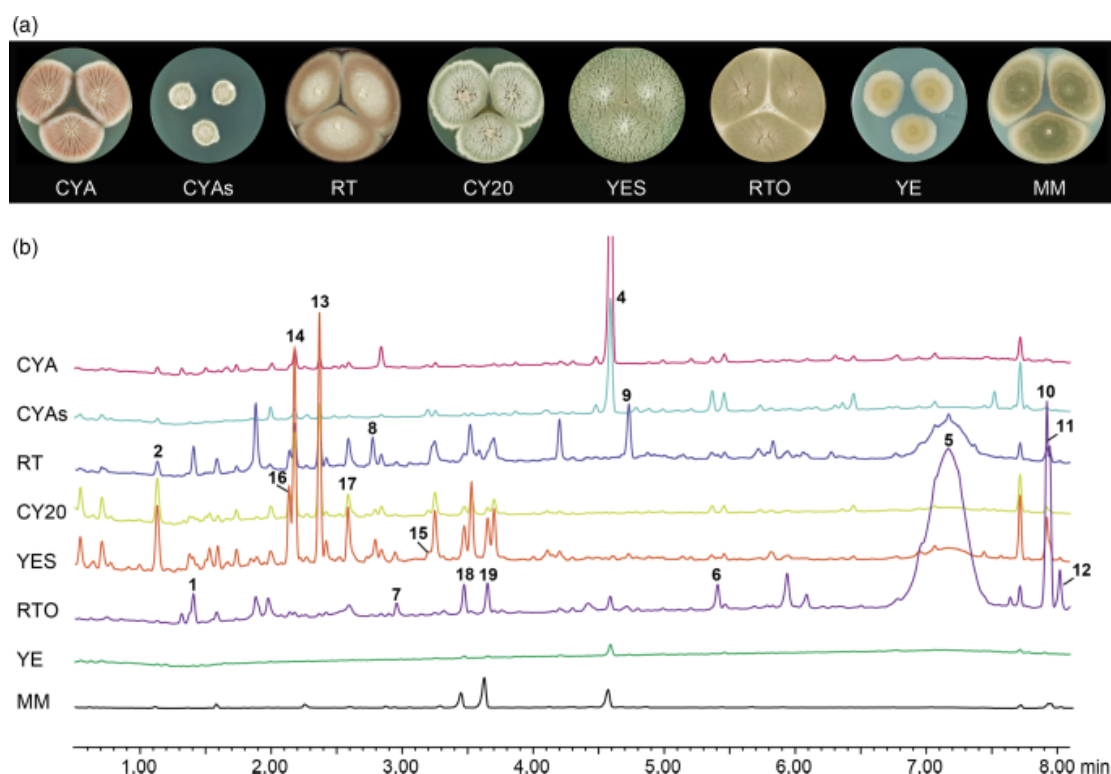 (a)
CYA CYAs RT CY20 YES RTO YE MM
(b)
13
14
4
CYA
CYAs
9
10
8
11
2
5
RT
16
17
CY20
15
YES
12
1
18 19
6
7
RTO
YE
MM
1.00 2.00 3.00 4.00 5.00 6.00 7.00 8.00 min